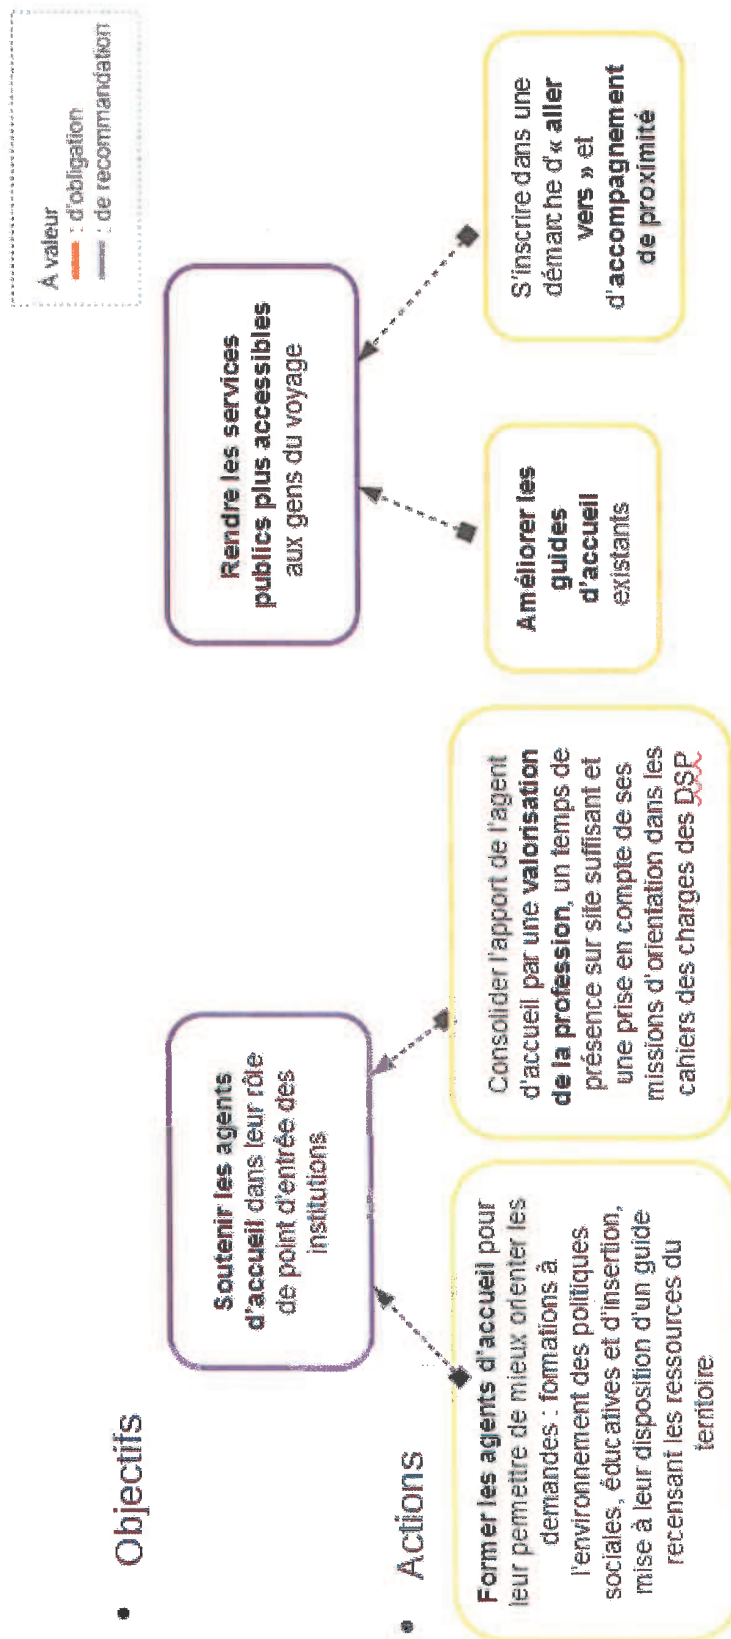 À valeur
: d'obligation
: de recommandation
• Objectifs
Soutenir les agents
d'accueil dans leur rôle
de point d'entrée des
institutions
Rendre les services
publics plus accessibles
aux gens du voyage
• Actions
Former les agents d'accueil pour
leur permettre de mieux orienter les
demandes : formations à
l'environnement des politiques
sociales, éducatives et d'insertion,
mise à leur disposition d'un guide
recensant les ressources du
territoire
Consolider l'apport de l'agent
d'accueil par une valorisation
de la profession, un temps de
présence sur site suffisant et
une prise en compte de ses
missions d'orientation dans les
cahiers des charges des DSP
Améliorer les
guides
d'accueil
existants
S'inscrire dans une
démarche d'« aller
vers » et
d'accompagnement
de proximité